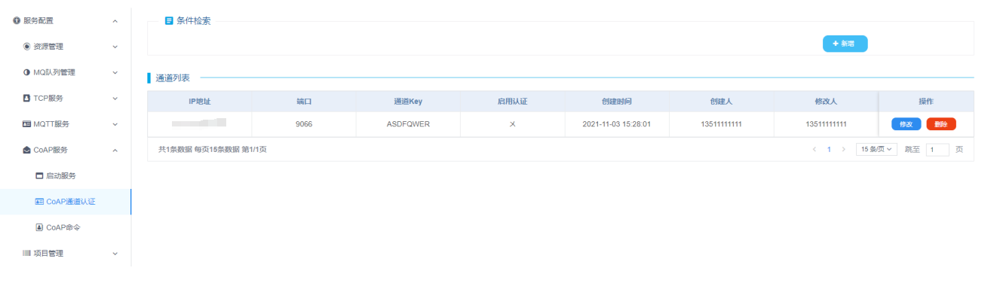 服务配置
资源管理
MQ队列管理
TCP服务
MQTT服务
CoAP服务
启动服务
CoAP通道认证
CoAP命令
项目管理
条件检索
+ 新增
通道列表
IP地址 端口 通道Key 启用认证 创建时间 创建人 修改人 操作
9066 ASDFQWER 2021-11-03 15:28:01 13511111111 13511111111 修改 删除
共1条数据 每页15条数据 第1/1页 < 1 > 15 条/页 跳至 1 页